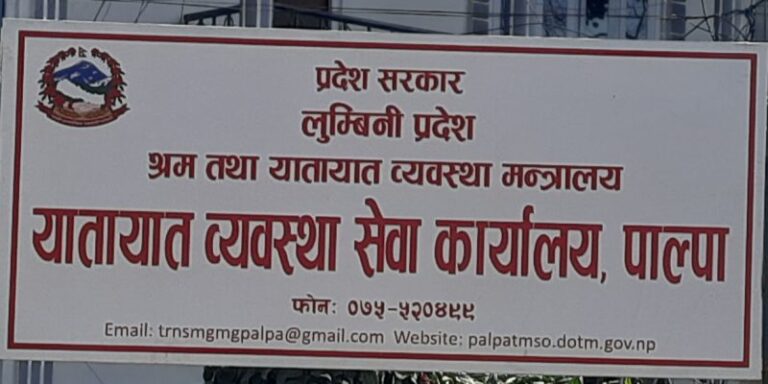 प्रदेश सरकार
लुम्बिनी प्रदेश
श्रम तथा यातायात व्यवस्था मन्त्रालय
यातायात व्यवस्था सेवा कार्यालय, पाल्पा
फोनः ०७५-५२०४९९
Email: trnsmgmgpalpa@gmail.com Website: palpatmso.dotm.gov.np